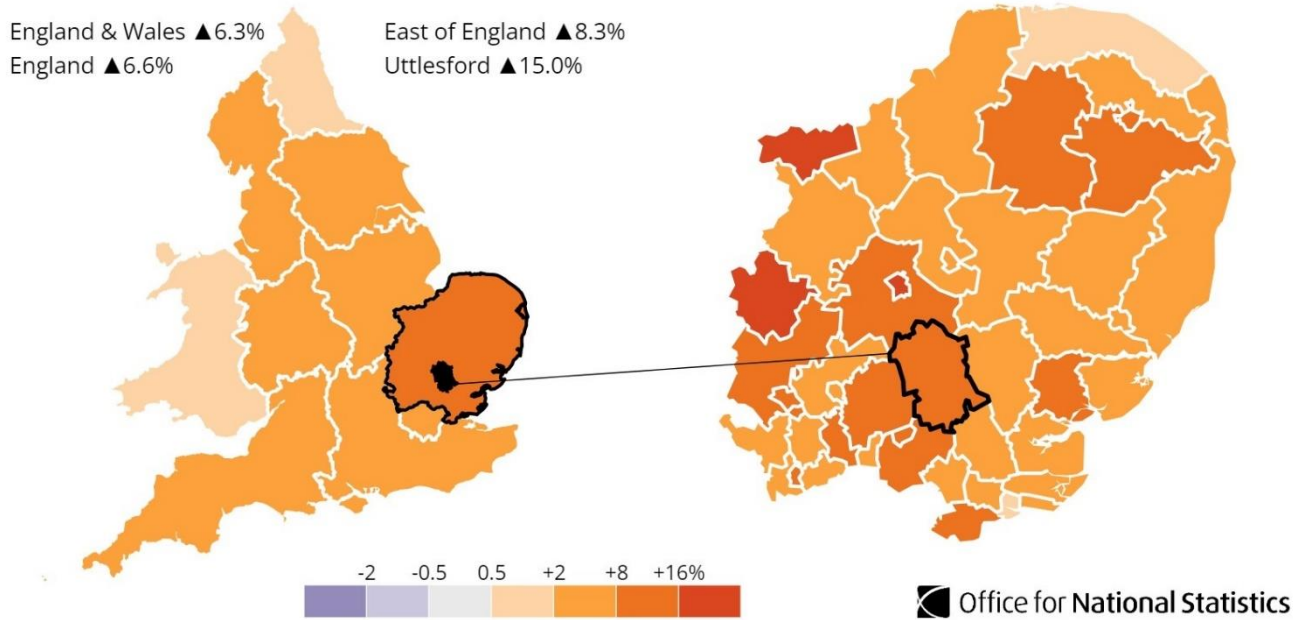 England & Wales ▲6.3%
England ▲6.6%
East of England ▲8.3%
Uttlesford ▲15.0%
-2 -0.5 0.5 +2 +8 +16%
Office for National Statistics